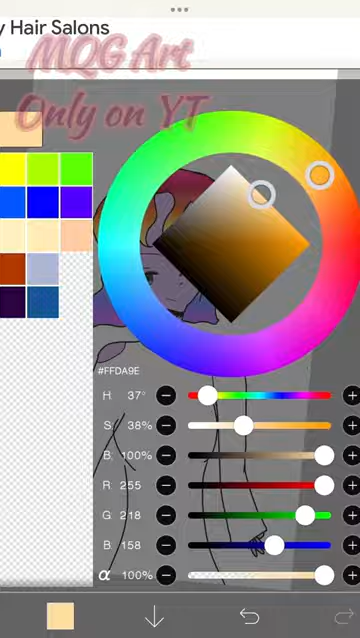 y Hair Salons
MQG Art
Only on YT
#FFDA9E
H 37°
S 38%
B 100%
R 255
G 218
B 158
α 100%